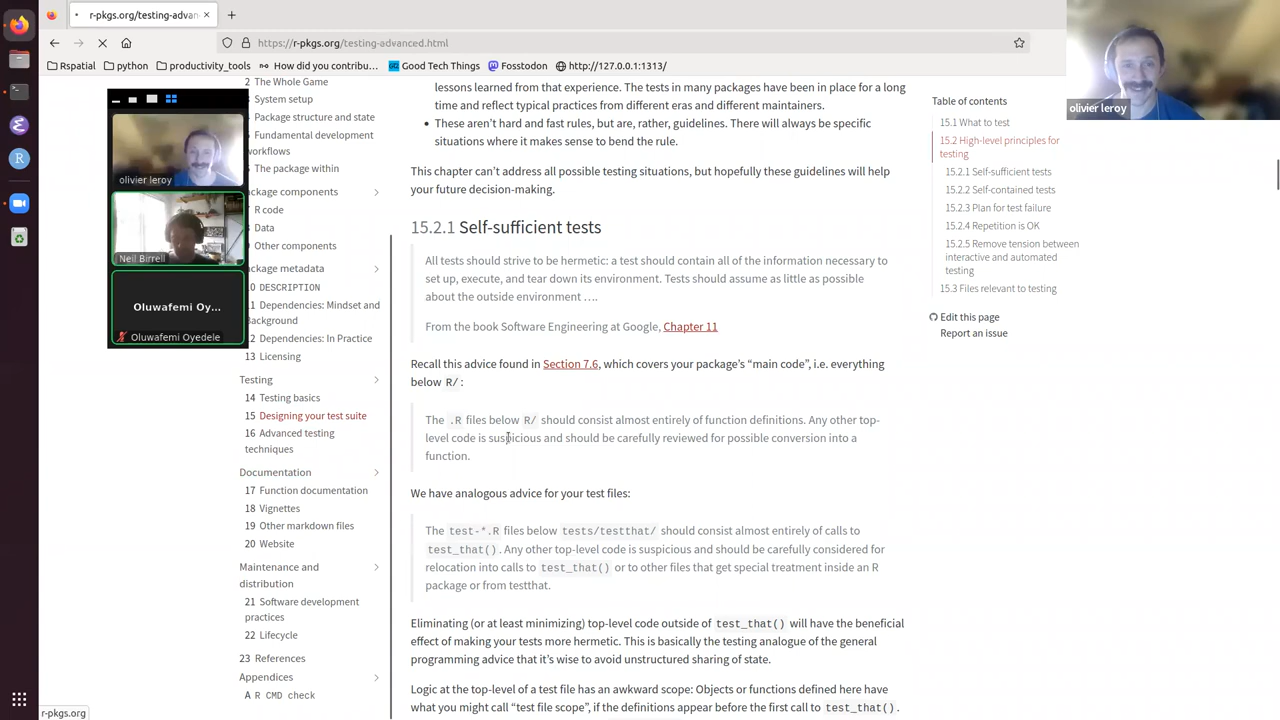 r-pkgs.org/testing-advan
https://r-pkgs.org/testing-advanced.html
Rspatial
python
productivity_tools
How did you contribu...
Good Tech Things
Fosstodon
http://127.0.0.1:1313/
olivier leroy
Neil Birrell
Oluwafemi Oy...
Oluwafemi Oyedele
2 The Whole Game
System setup
Package structure and state
Fundamental development
workflows
The package within
ackage components
R code
Data
Other components
ackage metadata
10 DESCRIPTION
11 Dependencies: Mindset and
Background
12 Dependencies: In Practice
13 Licensing
Testing
14 Testing basics
15 Designing your test suite
16 Advanced testing
techniques
Documentation
17 Function documentation
18 Vignettes
19 Other markdown files
20 Website
Maintenance and
distribution
21 Software development
practices
22 Lifecycle
23 References
Appendices
A R CMD check
r-pkgs.org
lessons learned from that experience. The tests in many packages have been in place for a long
time and reflect typical practices from different eras and different maintainers.
• These aren't hard and fast rules, but are, rather, guidelines. There will always be specific
situations where it makes sense to bend the rule.
This chapter can't address all possible testing situations, but hopefully these guidelines will help
your future decision-making.
15.2.1 Self-sufficient tests
All tests should strive to be hermetic: a test should contain all of the information necessary to
set up, execute, and tear down its environment. Tests should assume as little as possible
about the outside environment ....
From the book Software Engineering at Google, Chapter 11
Recall this advice found in Section 7.6, which covers your package's "main code", i.e. everything
below R/:
The .R files below R/ should consist almost entirely of function definitions. Any other top-
level code is suspicious and should be carefully reviewed for possible conversion into a
function.
We have analogous advice for your test files:
The test-*.R files below tests/testthat/ should consist almost entirely of calls to
test_that(). Any other top-level code is suspicious and should be carefully considered for
relocation into calls to test_that() or to other files that get special treatment inside an R
package or from testthat.
Eliminating (or at least minimizing) top-level code outside of test_that() will have the beneficial
effect of making your tests more hermetic. This is basically the testing analogue of the general
programming advice that it's wise to avoid unstructured sharing of state.
Logic at the top-level of a test file has an awkward scope: Objects or functions defined here have
what you might call "test file scope", if the definitions appear before the first call to test_that().
olivier leroy
Table of contents
15.1 What to test
15.2 High-level principles for
testing
15.2.1 Self-sufficient tests
15.2.2 Self-contained tests
15.2.3 Plan for test failure
15.2.4 Repetition is OK
15.2.5 Remove tension between
interactive and automated
testing
15.3 Files relevant to testing
Edit this page
Report an issue